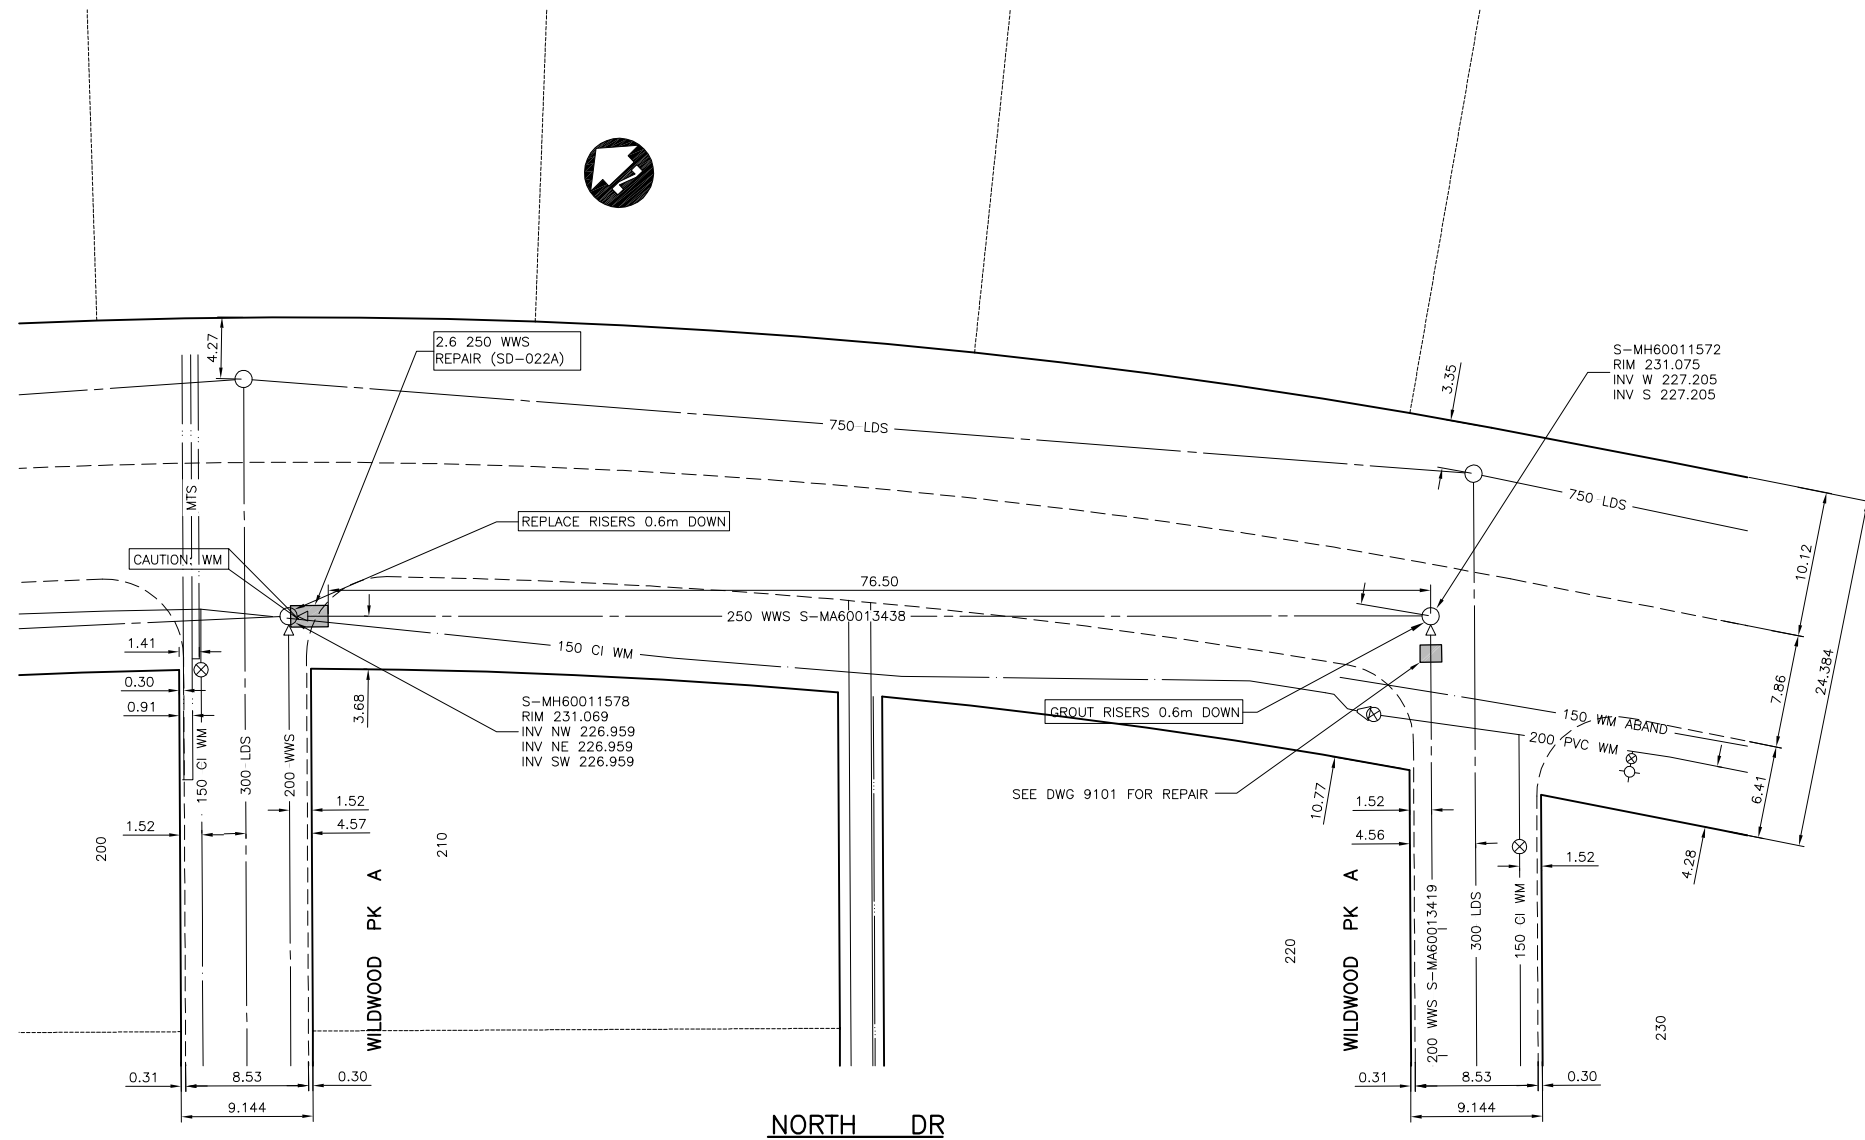 4.27
2.6 250 WWS
REPAIR (SD-022A)
S-MH60011572
RIM 231.075
INV W 227.205
INV S 227.205
3.35
750 LDS
750 LDS
MTS
REPLACE RISERS 0.6m DOWN
CAUTION: WM
10.12
76.50
250 WWS S-MA60013438
150 CI WM
1.41
0.30
0.91
3.68
7.86
24.384
S-MH60011578
RIM 231.069
INV NW 226.959
INV NE 226.959
INV SW 226.959
GROUT RISERS 0.6m DOWN
150 WM ABAND
200 PVC WM
150 CI WM
300 LDS
200 WWS
SEE DWG 9101 FOR REPAIR
10.77
6.41
1.52
1.52
4.57
1.52
4.56
1.52
4.28
200
210
WILDWOOD PK A
220
WILDWOOD PK A
200 WWS S-MA60013419
300 LDS
150 CI WM
230
0.31
8.53
0.30
9.144
0.31
8.53
0.30
9.144
NORTH DR